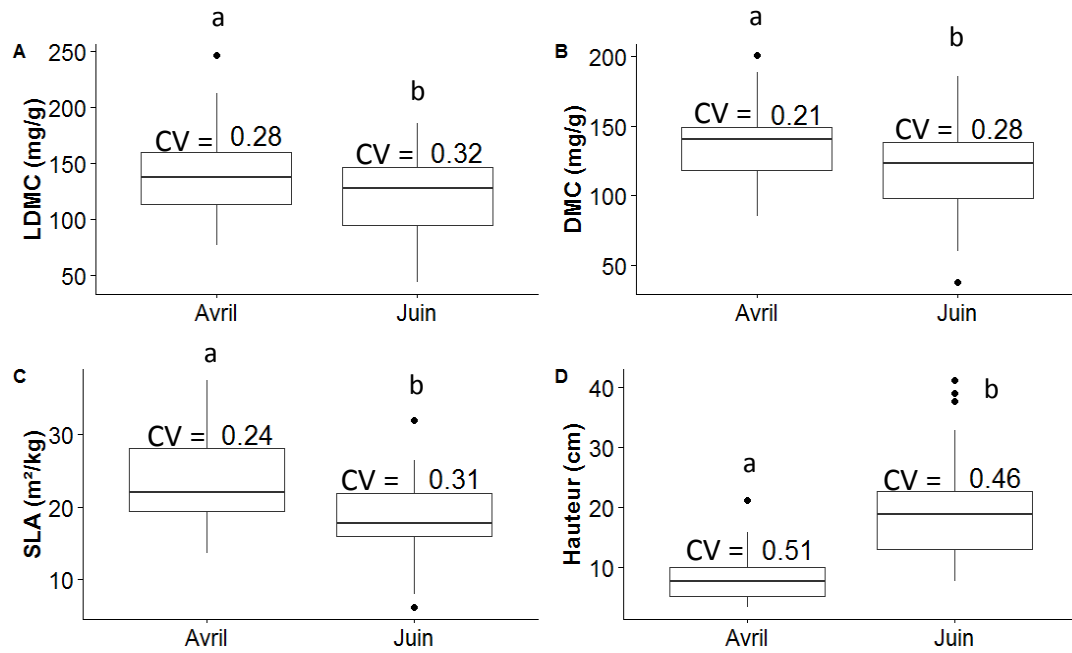 A
a
b
LDMC (mg/g)
250
200
150
100
50
CV = 0.28
CV = 0.32
Avril
Juin
B
a
b
DMC (mg/g)
200
150
100
50
CV = 0.21
CV = 0.28
Avril
Juin
C
a
b
SLA (m²/kg)
30
20
10
CV = 0.24
CV = 0.31
Avril
Juin
D
a
b
Hauteur (cm)
40
30
20
10
CV = 0.51
CV = 0.46
Avril
Juin